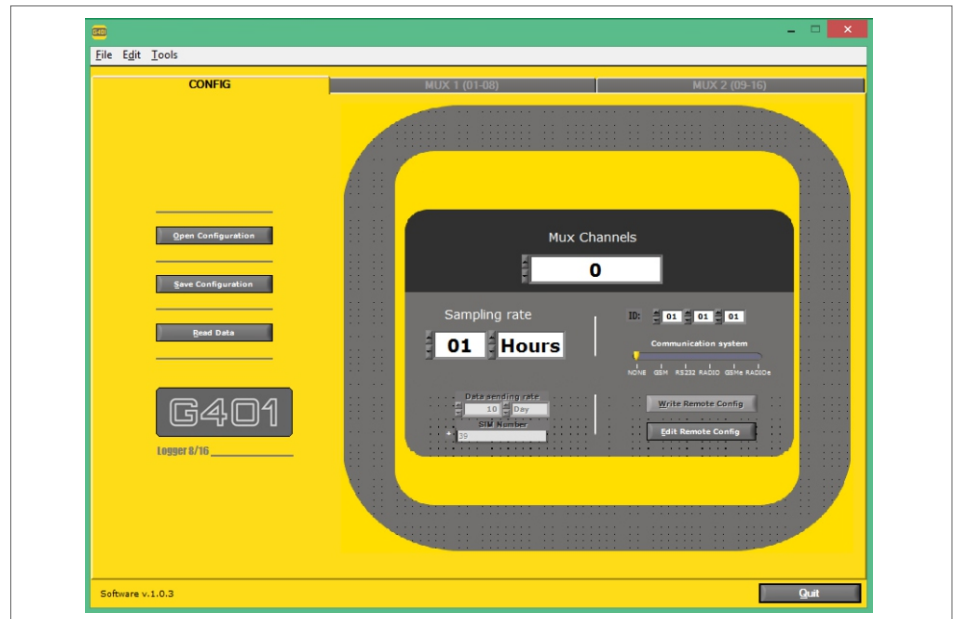 File Edit Tools
CONFIG
MUX 1 (01-08)
MUX 2 (09-16)
Open Configuration
Save Configuration
Read Data
G401
Logger 8/16
Mux Channels
0
Sampling rate
01 Hours
ID: 01 01 01
Communication system
NONE GSM RS232 RADIO GSMe RADIOe
Data sending rate
10 Day
SIM Number
+ 39
Write Remote Config
Edit Remote Config
Software v.1.0.3
Quit